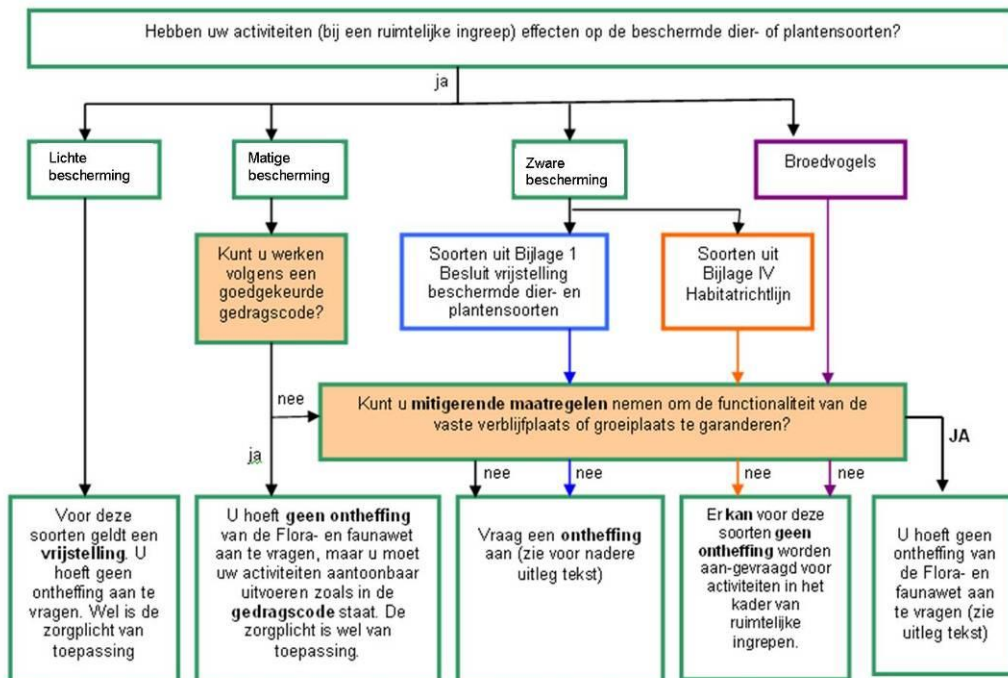 Hebben uw activiteiten (bij een ruimtelijke ingreep) effecten op de beschermde dier- of plantensoorten?
ja
Lichte
bescherming
Matige
bescherming
Zware
bescherming
Broedvogels
Kunt u werken
volgens een
goedgekeurde
gedragscode?
Soorten uit Bijlage 1
Besluit vrijstelling
beschermde dier- en
plantensoorten
Soorten uit
Bijlage IV
Habitatrichtlijn
nee
Kunt u mitigerende maatregelen nemen om de functionaliteit van de
vaste verblijfplaats of groeiplaats te garanderen?
JA
ja
nee
nee
nee
nee
Voor deze
soorten geldt een
vrijstelling. U
hoeft geen
ontheffing aan te
vragen. Wel is de
zorgplicht van
toepassing
U hoeft geen ontheffing
van de Flora- en faunawet
aan te vragen, maar u moet
uw activiteiten aantoonbaar
uitvoeren zoals in de
gedragscode staat. De
zorgplicht is wel van
toepassing.
Vraag een ontheffing
aan (zie voor nadere
uitleg tekst)
Er kan voor deze
soorten geen
ontheffing worden
aan-gevraagd voor
activiteiten in het
kader van
ruimtelijke
ingrepen.
U hoeft geen
ontheffing van
de Flora- en
faunawet aan
te vragen (zie
uitleg tekst)